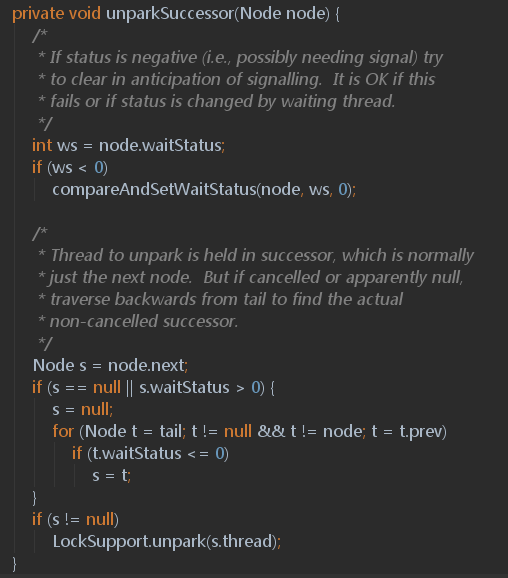 private void unparkSuccessor(Node node) {
    /*
     * If status is negative (i.e., possibly needing signal) try
     * to clear in anticipation of signalling.  It is OK if this
     * fails or if status is changed by waiting thread.
     */
    int ws = node.waitStatus;
    if (ws < 0)
        compareAndSetWaitStatus(node, ws, 0);

    /*
     * Thread to unpark is held in successor, which is normally
     * just the next node.  But if cancelled or apparently null,
     * traverse backwards from tail to find the actual
     * non-cancelled successor.
     */
    Node s = node.next;
    if (s == null || s.waitStatus > 0) {
        s = null;
        for (Node t = tail; t != null && t != node; t = t.prev)
            if (t.waitStatus <= 0)
                s = t;
    }
    if (s != null)
        LockSupport.unpark(s.thread);
}